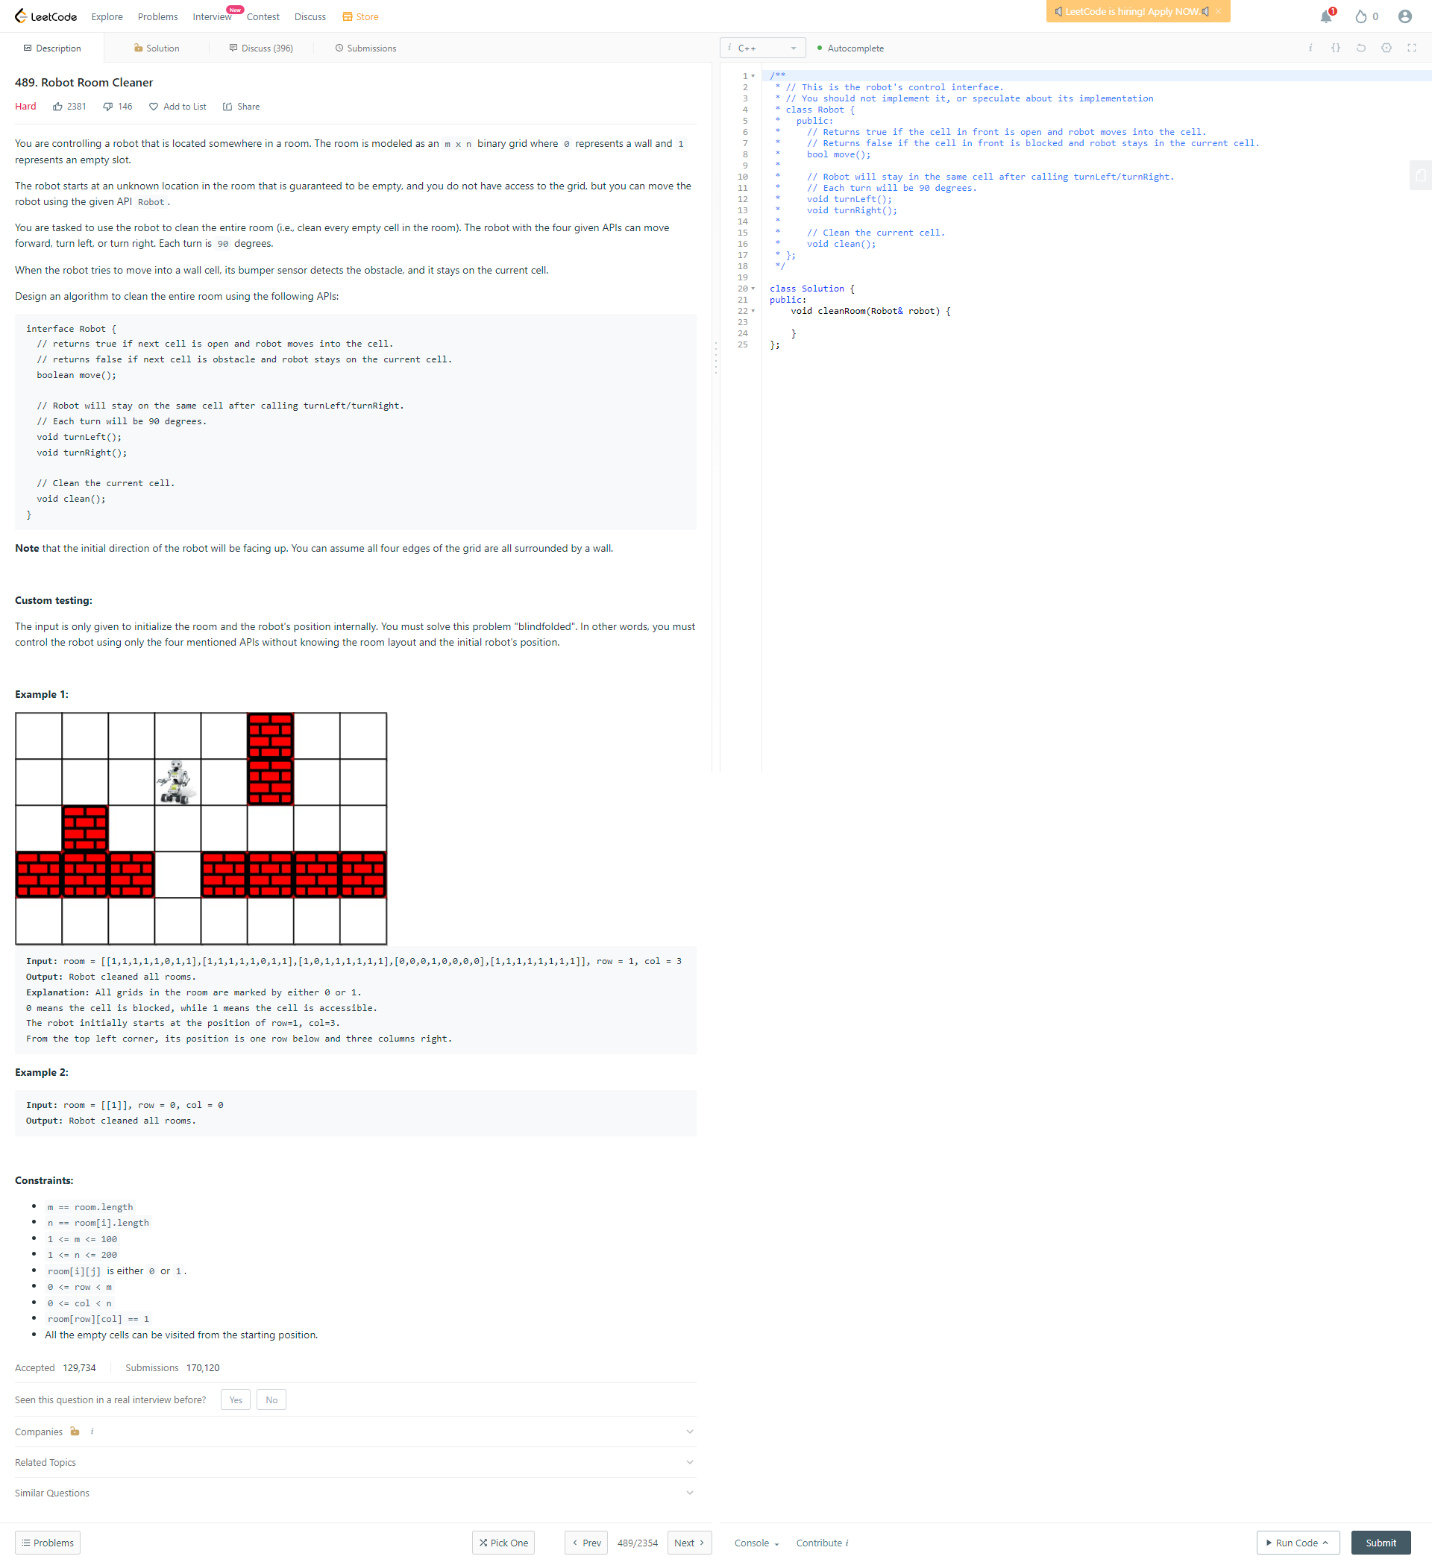 LeetCode Explore Problems Interview New Contest Discuss Store
LeetCode is hiring! Apply NOW. ×
1 0
Description Solution Discuss (396) Submissions
489. Robot Room Cleaner
Hard 2381 146 Add to List Share
You are controlling a robot that is located somewhere in a room. The room is modeled as an m x n binary grid where 0 represents a wall and 1
represents an empty slot.
The robot starts at an unknown location in the room that is guaranteed to be empty, and you do not have access to the grid, but you can move the
robot using the given API Robot.
You are tasked to use the robot to clean the entire room (i.e., clean every empty cell in the room). The robot with the four given APIs can move
forward, turn left, or turn right. Each turn is 90 degrees.
When the robot tries to move into a wall cell, its bumper sensor detects the obstacle, and it stays on the current cell.
Design an algorithm to clean the entire room using the following APIs:
interface Robot {
// returns true if next cell is open and robot moves into the cell.
// returns false if next cell is obstacle and robot stays on the current cell.
boolean move();
// Robot will stay on the same cell after calling turnLeft/turnRight.
// Each turn will be 90 degrees.
void turnLeft();
void turnRight();
// Clean the current cell.
void clean();
}
Note that the initial direction of the robot will be facing up. You can assume all four edges of the grid are all surrounded by a wall.
Custom testing:
The input is only given to initialize the room and the robot's position internally. You must solve this problem "blindfolded". In other words, you must
control the robot using only the four mentioned APIs without knowing the room layout and the initial robot's position.
Example 1:
Input: room = [[1,1,1,1,1,0,1,1],[1,1,1,1,1,0,1,1],[1,0,1,1,1,1,1,1],[0,0,0,1,0,0,0,0],[1,1,1,1,1,1,1,1]], row = 1, col = 3
Output: Robot cleaned all rooms.
Explanation: All grids in the room are marked by either 0 or 1.
0 means the cell is blocked, while 1 means the cell is accessible.
The robot initially starts at the position of row=1, col=3.
From the top left corner, its position is one row below and three columns right.
Example 2:
Input: room = [[1]], row = 0, col = 0
Output: Robot cleaned all rooms.
Constraints:
• m == room.length
• n == room[i].length
• 1 <= m <= 100
• 1 <= n <= 200
• room[i][j] is either 0 or 1.
• 0 <= row < m
• 0 <= col < n
• room[row][col] == 1
• All the empty cells can be visited from the starting position.
Accepted 129,734 Submissions 170,120
Seen this question in a real interview before? Yes No
Companies i
Related Topics
Similar Questions
Problems Pick One < Prev 489/2354 Next >
i C++ Autocomplete i {}
1 /**
2 * // This is the robot's control interface.
3 * // You should not implement it, or speculate about its implementation
4 * class Robot {
5 * public:
6 * // Returns true if the cell in front is open and robot moves into the cell.
7 * // Returns false if the cell in front is blocked and robot stays in the current cell.
8 * bool move();
9 *
10 * // Robot will stay in the same cell after calling turnLeft/turnRight.
11 * // Each turn will be 90 degrees.
12 * void turnLeft();
13 * void turnRight();
14 *
15 * // Clean the current cell.
16 * void clean();
17 * };
18 */
19
20 class Solution {
21 public:
22 void cleanRoom(Robot& robot) {
23
24 }
25 };
Console Contribute i Run Code Submit